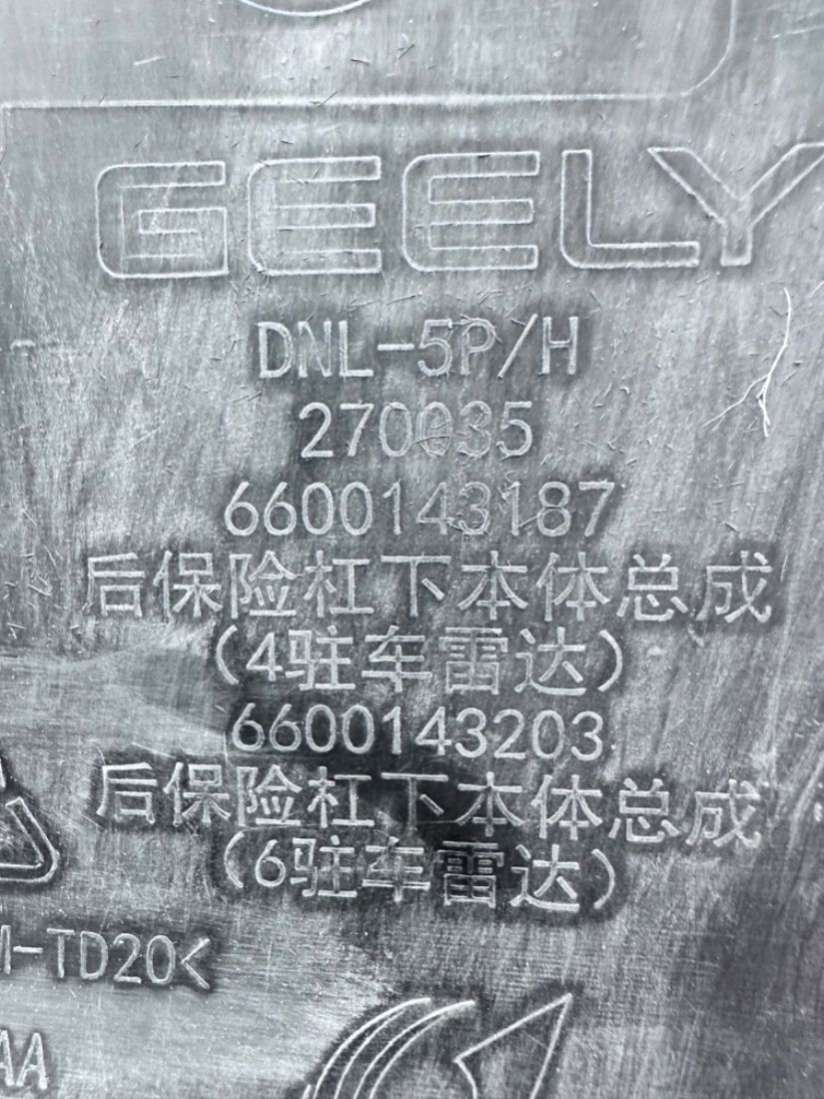 GEELY
DNL-5P/H
270035
6600143187
后保险杠下本体总成
(4驻车雷达)
6600143203
后保险杠下本体总成
(6驻车雷达)
M-TD20<
AA